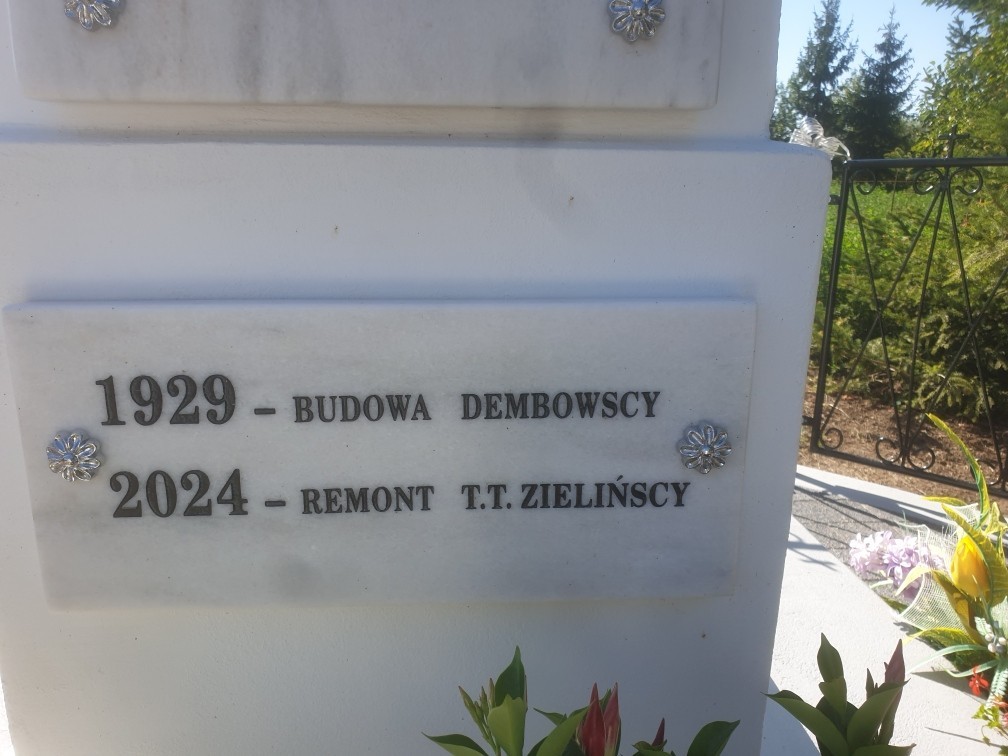 1929 – BUDOWA DEMBOWSCY
2024 – REMONT T.T. ZIELIŃSCY